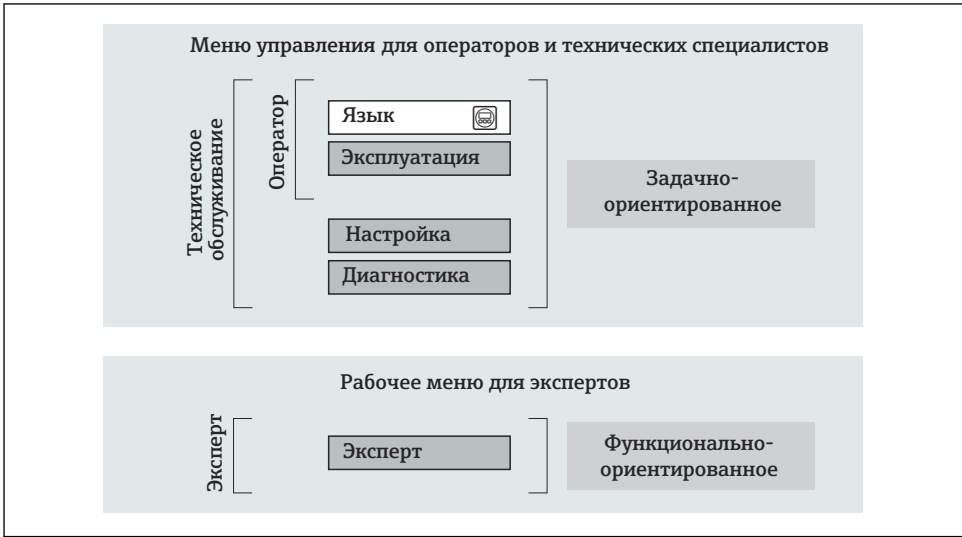 Меню управления для операторов и технических специалистов
Техническое
обслуживание
Оператор
Язык
Эксплуатация
Настройка
Диагностика
Задачно-
ориентированное
Рабочее меню для экспертов
Эксперт
Эксперт
Функционально-
ориентированное